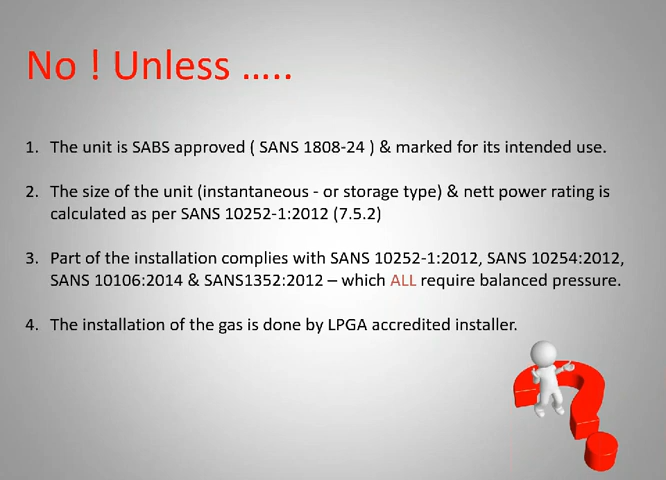 No ! Unless …..
1. The unit is SABS approved ( SANS 1808-24 ) & marked for its intended use.
2. The size of the unit (instantaneous - or storage type) & nett power rating is
calculated as per SANS 10252-1:2012 (7.5.2)
3. Part of the installation complies with SANS 10252-1:2012, SANS 10254:2012,
SANS 10106:2014 & SANS1352:2012 – which ALL require balanced pressure.
4. The installation of the gas is done by LPGA accredited installer.